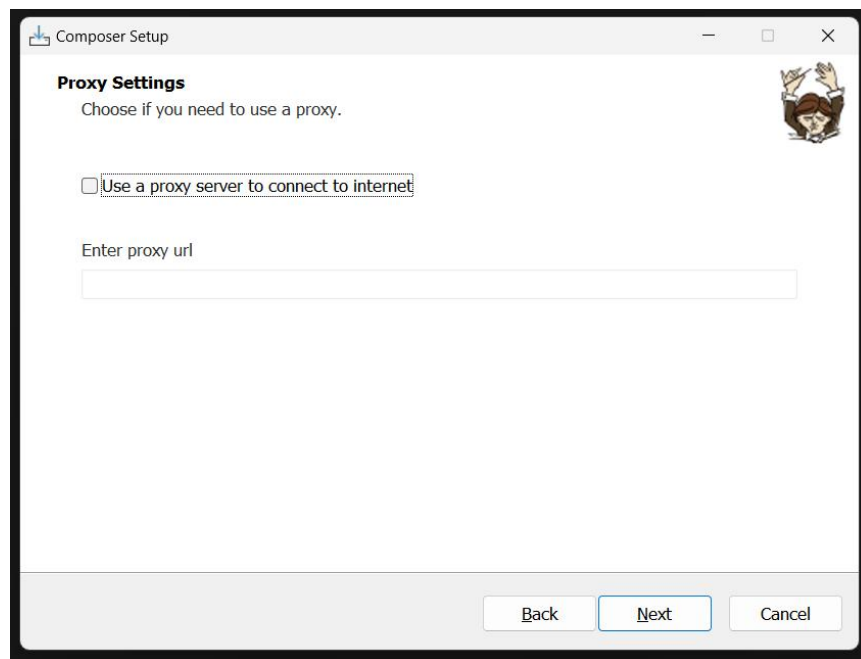 Composer Setup
Proxy Settings
Choose if you need to use a proxy.
Use a proxy server to connect to internet
Enter proxy url
Back Next Cancel